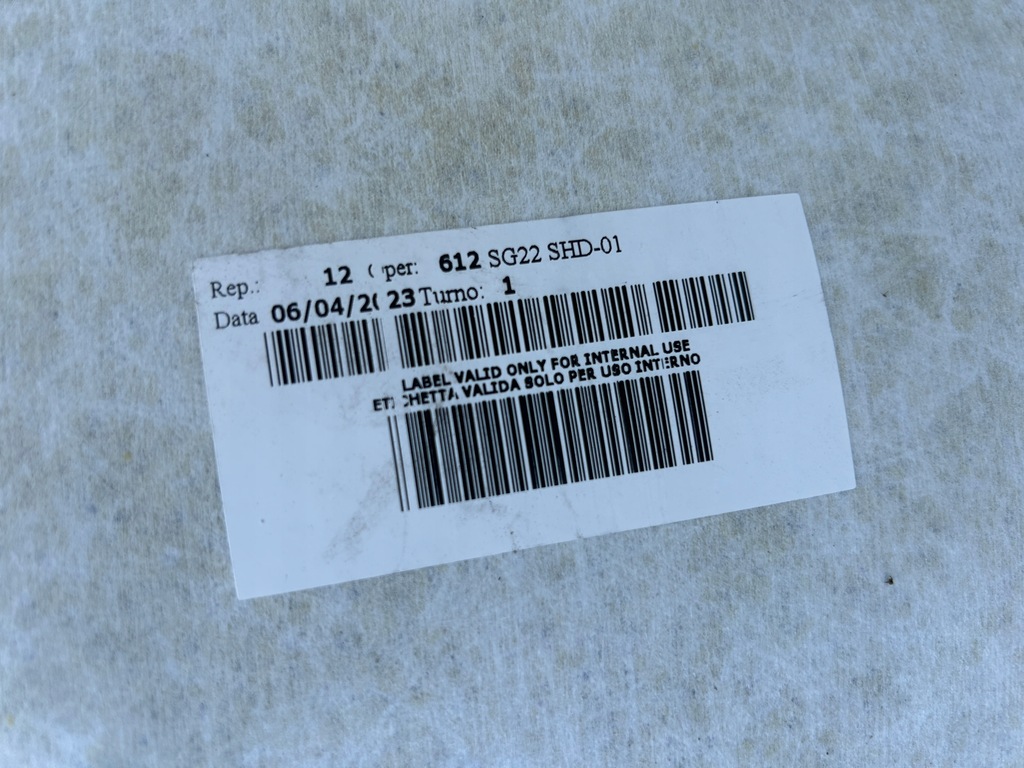 Rep.: 12 Oper: 612 SG22 SHD-01
Data 06/04/2023 Turno: 1
LABEL VALID ONLY FOR INTERNAL USE
ETICHETTA VALIDA SOLO PER USO INTERNO